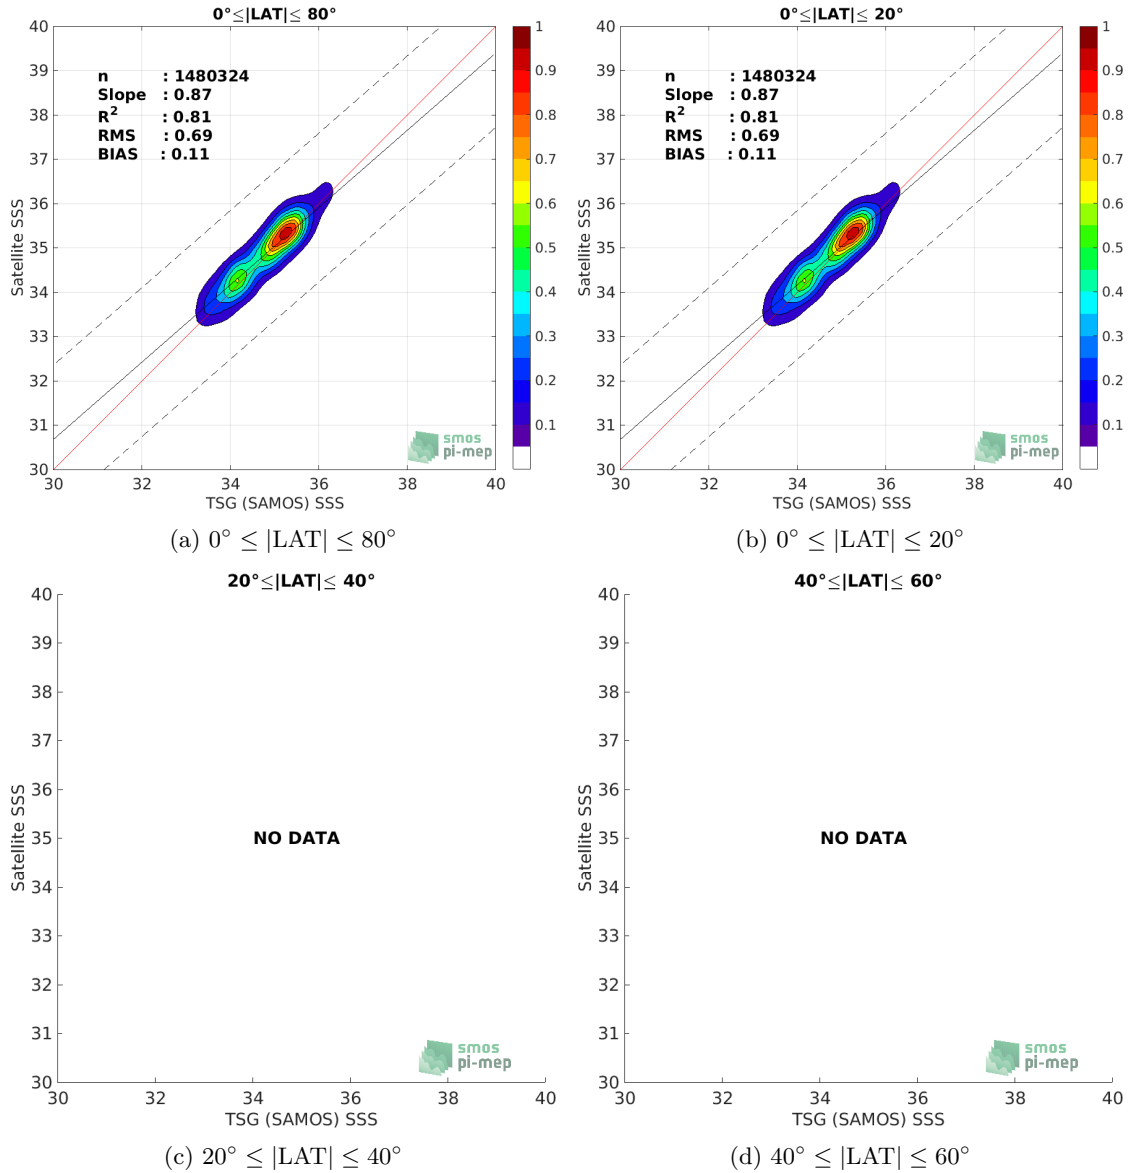 0°≤|LAT|≤ 80°
40
39
38
37
36
35
34
33
32
31
30
n : 1480324
Slope : 0.87
R² : 0.81
RMS : 0.69
BIAS : 0.11
Satellite SSS
smos
pi-mep
30 32 34 36 38 40
TSG (SAMOS) SSS
1
0.9
0.8
0.7
0.6
0.5
0.4
0.3
0.2
0.1
(a) 0° ≤ |LAT| ≤ 80°
0°≤|LAT|≤ 20°
40
39
38
37
36
35
34
33
32
31
30
n : 1480324
Slope : 0.87
R² : 0.81
RMS : 0.69
BIAS : 0.11
Satellite SSS
smos
pi-mep
30 32 34 36 38 40
TSG (SAMOS) SSS
1
0.9
0.8
0.7
0.6
0.5
0.4
0.3
0.2
0.1
(b) 0° ≤ |LAT| ≤ 20°
20°≤|LAT|≤ 40°
40
39
38
37
36
35
34
33
32
31
30
Satellite SSS
NO DATA
smos
pi-mep
30 32 34 36 38 40
TSG (SAMOS) SSS
(c) 20° ≤ |LAT| ≤ 40°
40°≤|LAT|≤ 60°
40
39
38
37
36
35
34
33
32
31
30
Satellite SSS
NO DATA
smos
pi-mep
30 32 34 36 38 40
TSG (SAMOS) SSS
(d) 40° ≤ |LAT| ≤ 60°